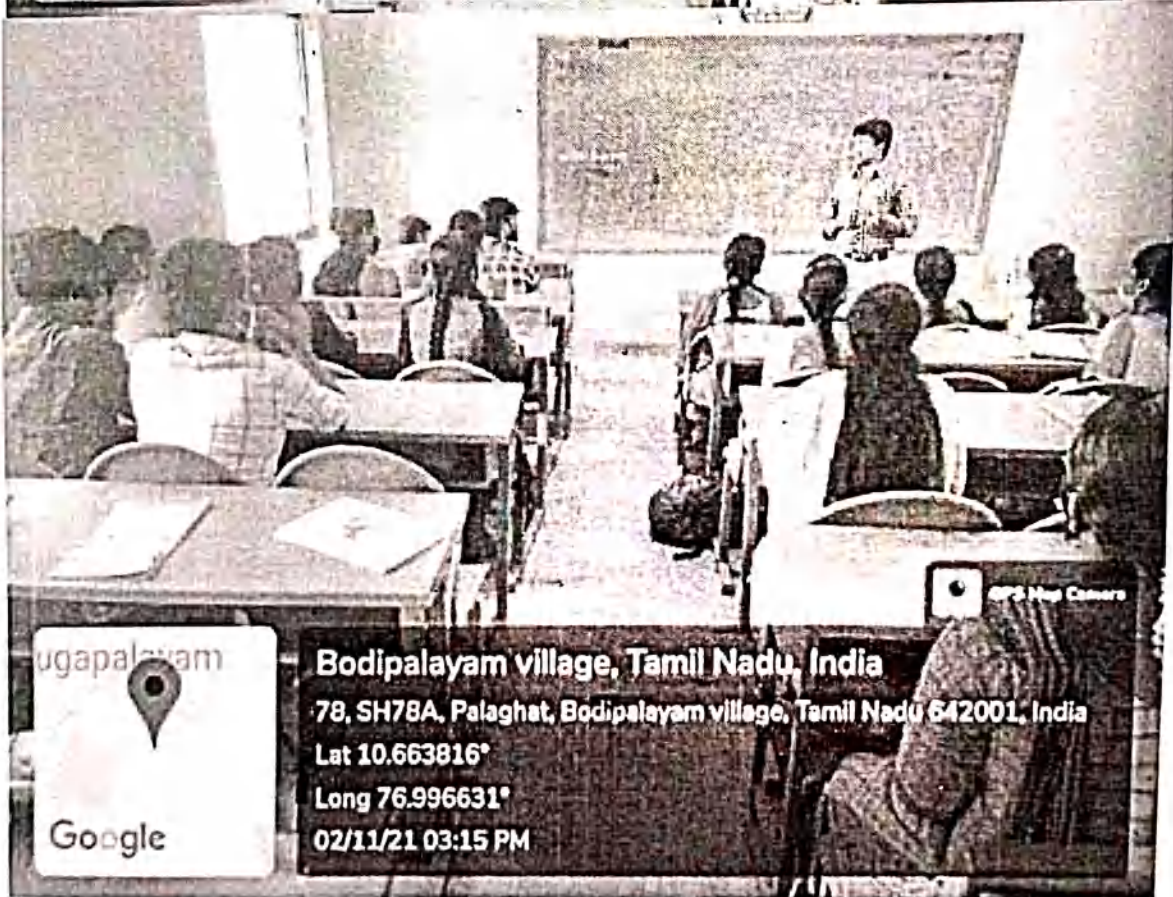 GPS Map Camera
ugapalayam
Google
Bodipalayam village, Tamil Nadu, India
78, SH78A, Palaghat, Bodipalayam village, Tamil Nadu 642001, India
Lat 10.663816°
Long 76.996631°
02/11/21 03:15 PM